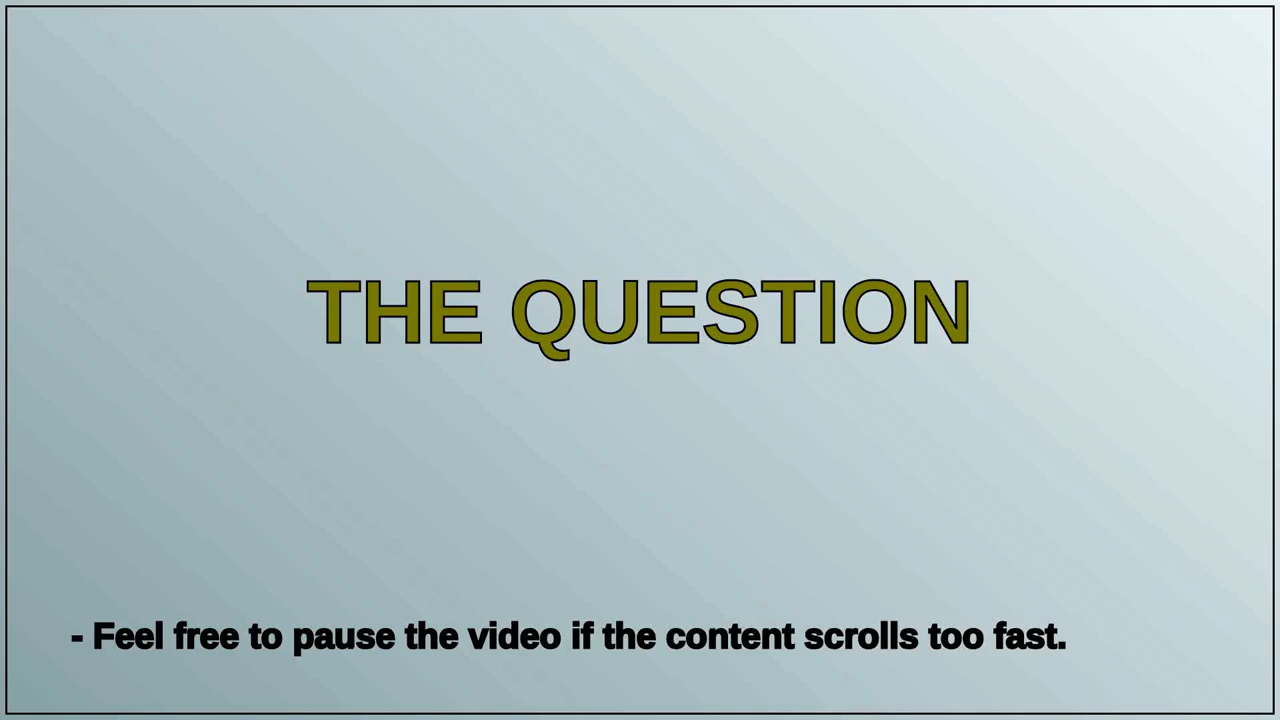 THE QUESTION
- Feel free to pause the video if the content scrolls too fast.